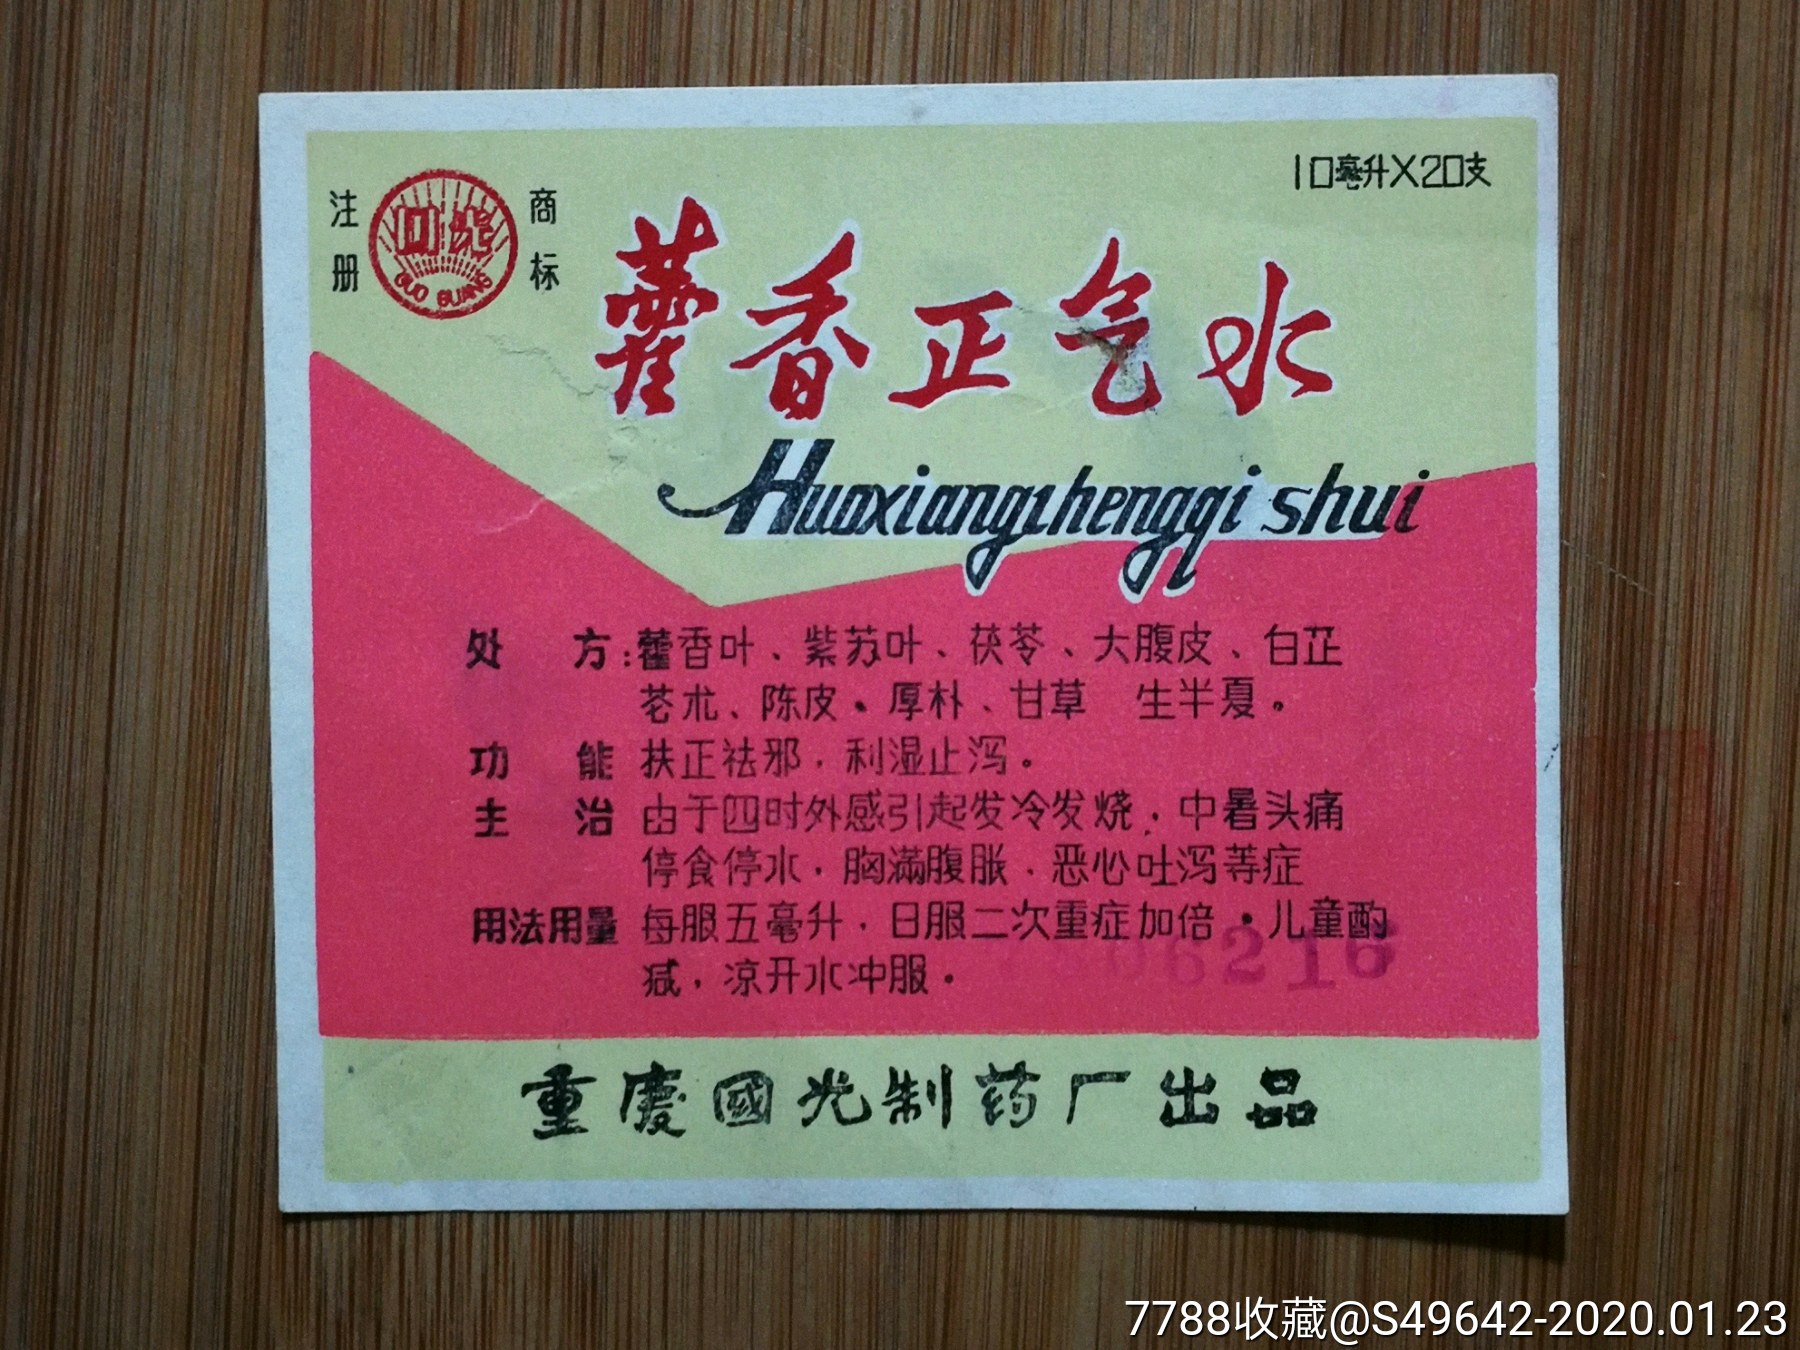 注册
商标
国光
GUO GUANG
10毫升X20支
藿香正气水
Huoxiangzhengqi shui
处 方:藿香叶、紫苏叶、茯苓、大腹皮、白芷
苍术、陈皮·厚朴、甘草 生半夏。
功 能 扶正祛邪,利湿止泻。
主 治 由于四时外感引起发冷发烧,中暑头痛
停食停水,胸满腹胀,恶心吐泻等症
用法用量 每服五毫升,日服二次重症加倍·儿童酌
减,凉开水冲服。
6216
重慶國光制药厂出品
7788收藏@S49642-2020.01.23